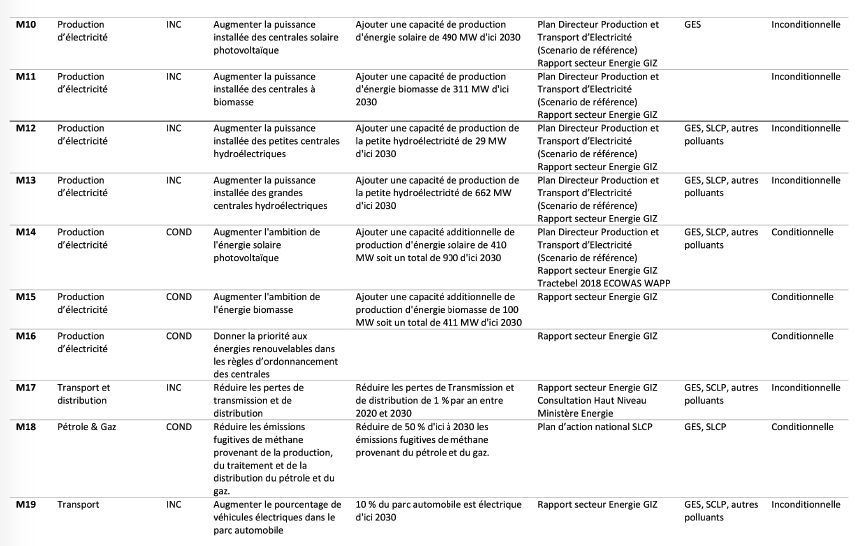 M10 Production d'électricité INC Augmenter la puissance installée des centrales solaire photovoltaïque Ajouter une capacité de production d'énergie solaire de 490 MW d'ici 2030 Plan Directeur Production et Transport d'Electricité (Scenario de référence) Rapport secteur Energie GIZ GES Inconditionnelle
M11 Production d'électricité INC Augmenter la puissance installée des centrales à biomasse Ajouter une capacité de production d'énergie biomasse de 311 MW d'ici 2030 Plan Directeur Production et Transport d'Electricité (Scenario de référence) Rapport secteur Energie GIZ Inconditionnelle
M12 Production d'électricité INC Augmenter la puissance installée des petites centrales hydroélectriques Ajouter une capacité de production de la petite hydroélectricité de 29 MW d'ici 2030 Plan Directeur Production et Transport d'Electricité (Scenario de référence) Rapport secteur Energie GIZ GES, SLCP, autres polluants Inconditionnelle
M13 Production d'électricité INC Augmenter la puissance installée des grandes centrales hydroélectriques Ajouter une capacité de production de la petite hydroélectricité de 662 MW d'ici 2030 Plan Directeur Production et Transport d'Electricité (Scenario de référence) Rapport secteur Energie GIZ GES, SLCP, autres polluants Inconditionnelle
M14 Production d'électricité COND Augmenter l'ambition de l'énergie solaire photovoltaïque Ajouter une capacité additionnelle de production d'énergie solaire de 410 MW soit un total de 900 d'ici 2030 Plan Directeur Production et Transport d'Electricité (Scenario de référence) Rapport secteur Energie GIZ Tractebel 2018 ECOWAS WAPP GES, SLCP, autres polluants Conditionnelle
M15 Production d'électricité COND Augmenter l'ambition de l'énergie biomasse Ajouter une capacité additionnelle de production d'énergie biomasse de 100 MW soit un total de 411 MW d'ici 2030 Rapport secteur Energie GIZ Conditionnelle
M16 Production d'électricité COND Donner la priorité aux énergies renouvelables dans les règles d'ordonnancement des centrales Rapport secteur Energie GIZ Conditionnelle
M17 Transport et distribution INC Réduire les pertes de transmission et de distribution Réduire les pertes de Transmission et de distribution de 1 % par an entre 2020 et 2030 Rapport secteur Energie GIZ Consultation Haut Niveau Ministère Energie GES, SCLP, autres polluants Inconditionnelle
M18 Pétrole & Gaz COND Réduire les émissions fugitives de méthane provenant de la production, du traitement et de la distribution du pétrole et du gaz. Réduire de 50 % d'ici à 2030 les émissions fugitives de méthane provenant du pétrole et du gaz. Plan d'action national SLCP GES, SLCP Conditionnelle
M19 Transport INC Augmenter le pourcentage de véhicules électriques dans le parc automobile 10 % du parc automobile est électrique d'ici 2030 Rapport secteur Energie GIZ GES, SCLP, autres polluants Inconditionnelle